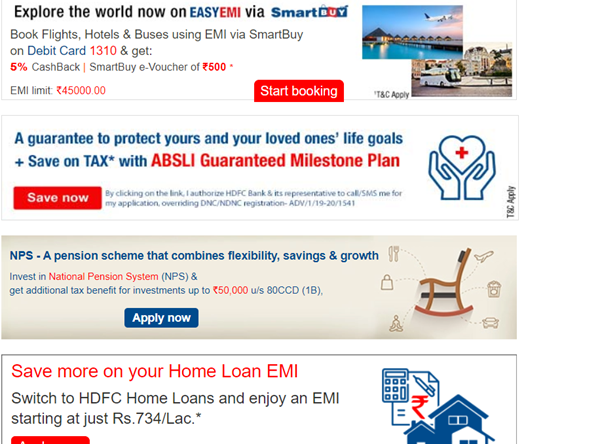 Explore the world now on EASYEMI via SmartBUY
Book Flights, Hotels & Buses using EMI via SmartBuy
on Debit Card 1310 & get:
5% CashBack | SmartBuy e-Voucher of ₹500 *
EMI limit: ₹45000.00
Start booking
*T&C Apply
A guarantee to protect yours and your loved ones' life goals
+ Save on TAX* with ABSLI Guaranteed Milestone Plan
Save now
By clicking on the link, I authorize HDFC Bank & its representative to call/SMS me for
my application, overriding DNC/NDNC registration- ADV/1/19-20/1541
T&C Apply
NPS - A pension scheme that combines flexibility, savings & growth
Invest in National Pension System (NPS) &
get additional tax benefit for investments up to ₹50,000 u/s 80CCD (1B),
Apply now
Save more on your Home Loan EMI
Switch to HDFC Home Loans and enjoy an EMI
starting at just Rs.734/Lac.*